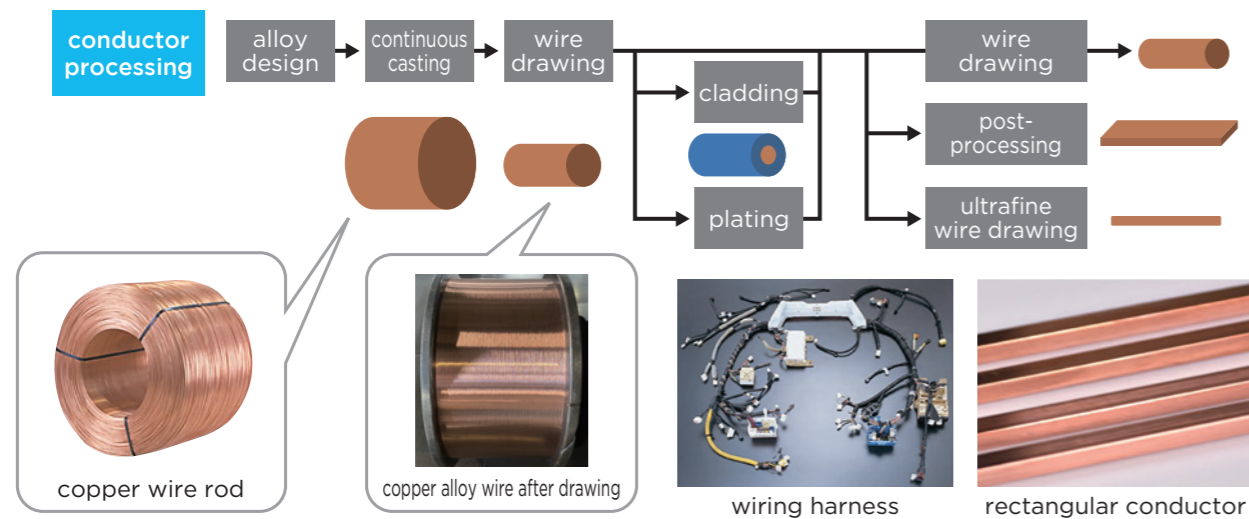 conductor
processing
alloy
design
continuous
casting
wire
drawing
cladding
plating
wire
drawing
post-
processing
ultrafine
wire drawing
copper wire rod
copper alloy wire after drawing
wiring harness
rectangular conductor